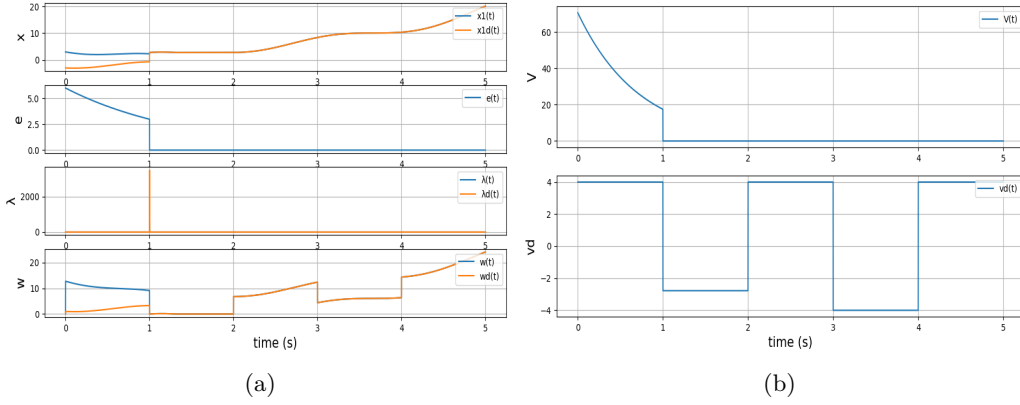 x
20
10
0
x1(t)
x1d(t)
0 1 2 3 4 5
e
5.0
2.5
0.0
e(t)
0 1 2 3 4 5
λ
2000
0
λ(t)
λd(t)
0 1 2 3 4 5
w
20
10
0
w(t)
wd(t)
0 1 2 3 4 5
time (s)
(a)
V
60
40
20
0
V(t)
0 1 2 3 4 5
vd
4
2
0
−2
−4
vd(t)
0 1 2 3 4 5
time (s)
(b)